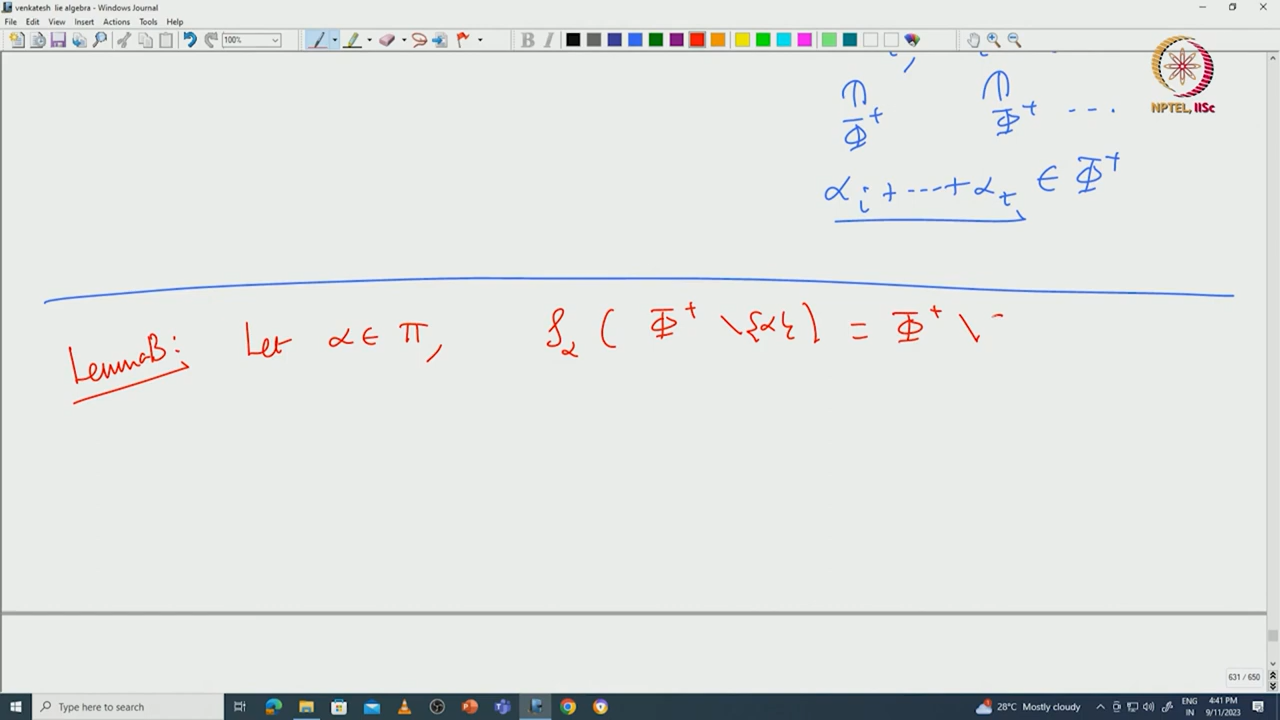 venkatesh lie algebra - Windows Journal
File Edit View Insert Actions Tools Help
100%
B I
NPTEL, IISc
Φ⁺ Φ⁺ ---.
α_i + ---- + α_t ∈ Φ⁺
Lemma B: Let α ∈ Π, S_α ( Φ⁺ \ {α} ) = Φ⁺ \
631 / 650
Type here to search
28°C Mostly cloudy
ENG
IN
4:41 PM
9/11/2023